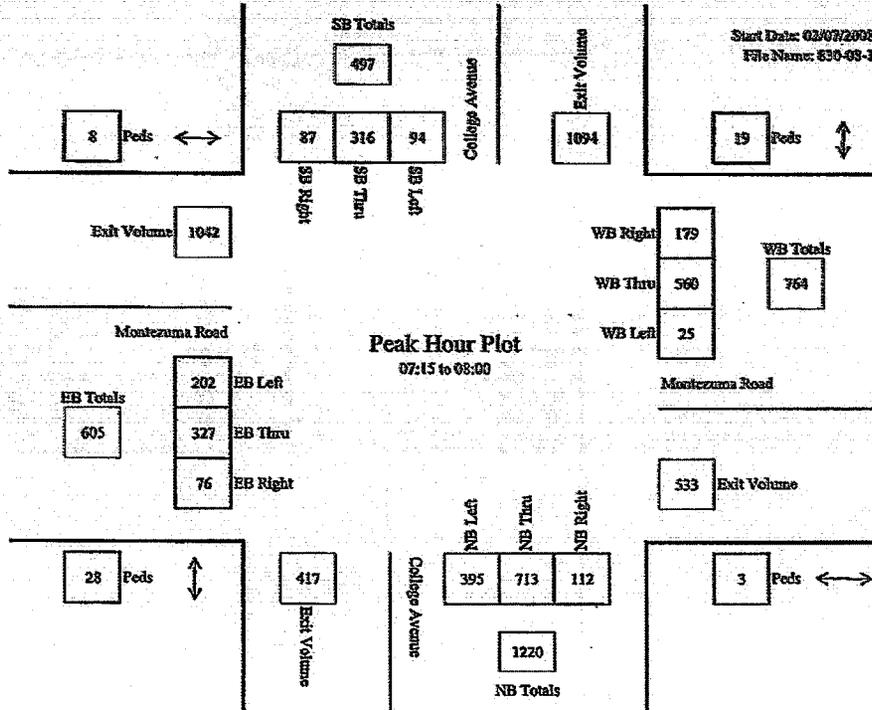 SB Totals
497
Start Date: 02/07/2008
File Name: 830-08-
8 Peds
87 316 94
SB Right
SB Thru
SB Left
College Avenue
Exit Volume
1094
19 Peds
Exit Volume 1042
WB Right 179
WB Thru 560
WB Left 25
WB Totals
764
Montezuma Road
Peak Hour Plot
07:15 to 08:00
202 EB Left
327 EB Thru
76 EB Right
EB Totals
605
Montezuma Road
533 Exit Volume
28 Peds
417
Exit Volume
College Avenue
NB Left
NB Thru
NB Right
395 713 112
3 Peds
1220
NB Totals